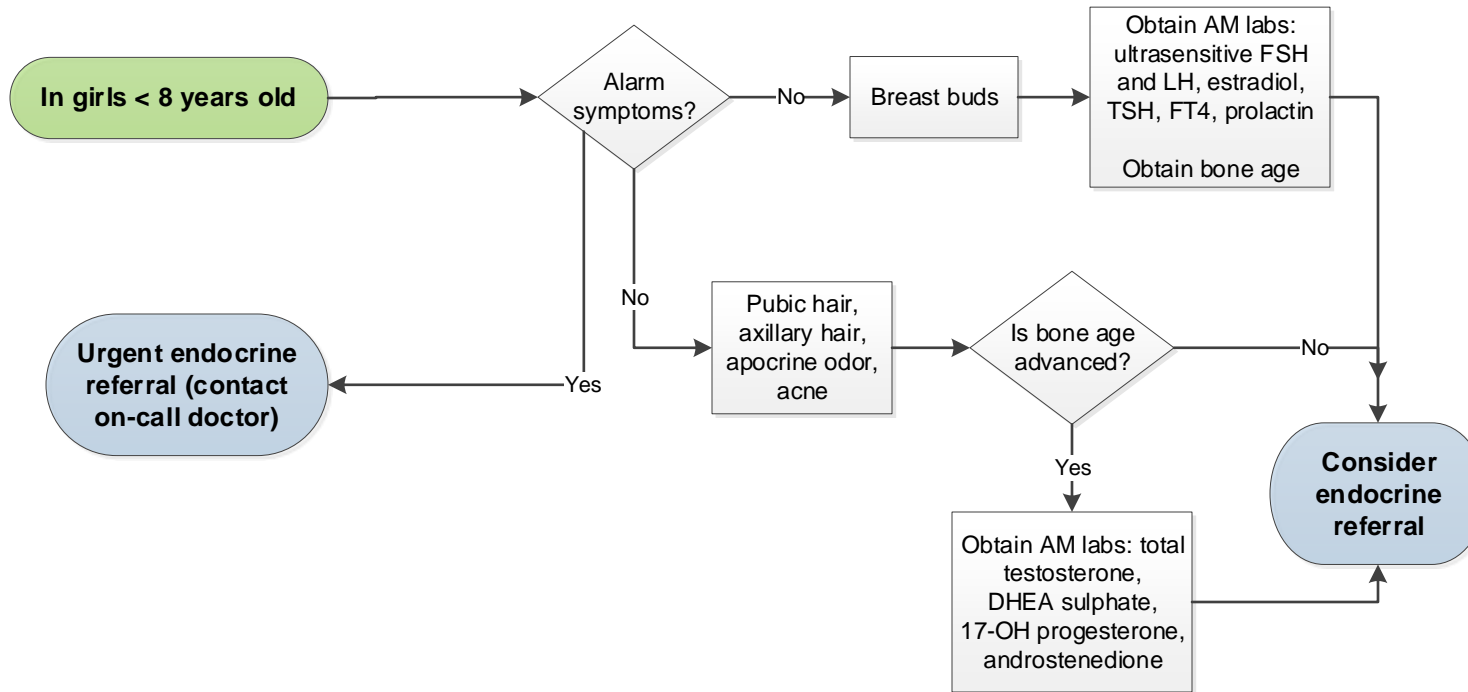 In girls < 8 years old
Alarm
symptoms?
No
Breast buds
Obtain AM labs:
ultrasensitive FSH
and LH, estradiol,
TSH, FT4, prolactin
Obtain bone age
Yes
Urgent endocrine
referral (contact
on-call doctor)
No
Pubic hair,
axillary hair,
apocrine odor,
acne
Is bone age
advanced?
No
Yes
Obtain AM labs: total
testosterone,
DHEA sulphate,
17-OH progesterone,
androstenedione
Consider
endocrine
referral